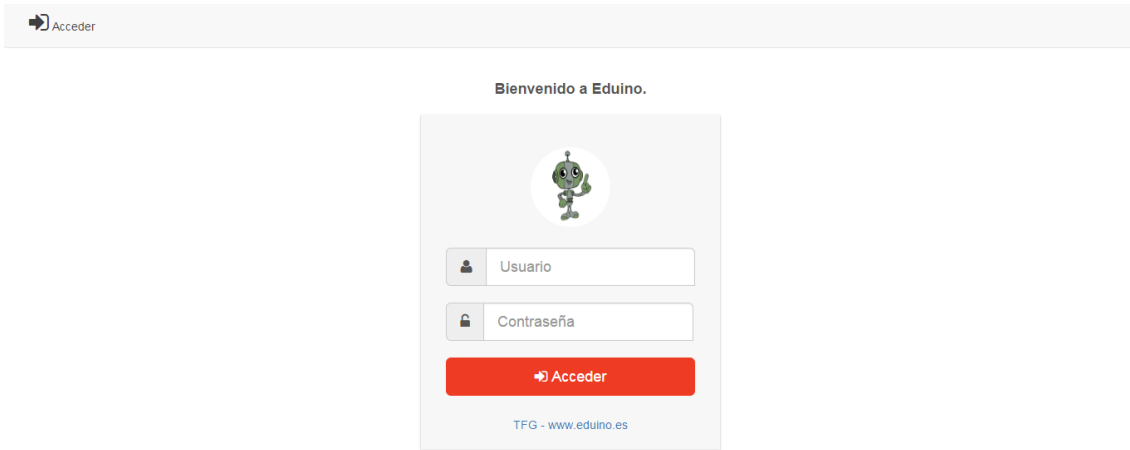 Acceder
Bienvenido a Eduino.
Usuario
Contraseña
Acceder
TFG - www.eduino.es